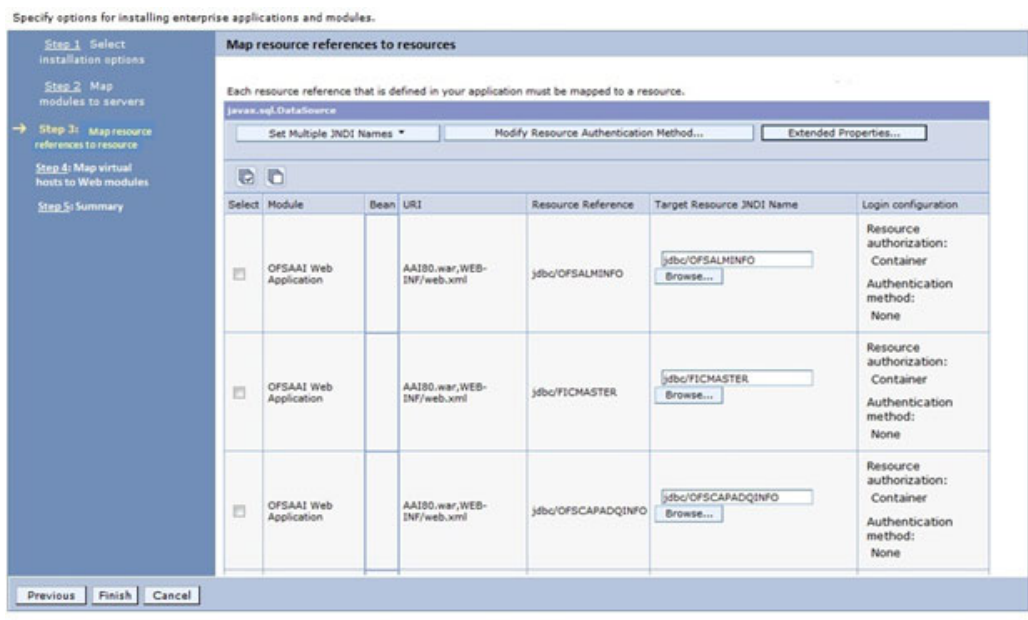 Specify options for installing enterprise applications and modules.
Step 1 Select
installation options
Step 2 Map
modules to servers
Step 3: Map resource
references to resource
Step 4: Map virtual
hosts to Web modules
Step 5: Summary
Map resource references to resources
Each resource reference that is defined in your application must be mapped to a resource.
javax.sql.DataSource
Set Multiple JNDI Names
Modify Resource Authentication Method...
Extended Properties...
Select Module Bean URI Resource Reference Target Resource JNDI Name Login configuration
OFSAAI Web
Application
AAI80.war,WEB-
INF/web.xml
jdbc/OFSALMINFO
jdbc/OFSALMINFO
Browse...
Resource
authorization:
Container
Authentication
method:
None
OFSAAI Web
Application
AAI80.war,WEB-
INF/web.xml
jdbc/FICMASTER
jdbc/FICMASTER
Browse...
Resource
authorization:
Container
Authentication
method:
None
OFSAAI Web
Application
AAI80.war,WEB-
INF/web.xml
jdbc/OFSCAPADQINFO
jdbc/OFSCAPADQINFO
Browse...
Resource
authorization:
Container
Authentication
method:
None
Previous Finish Cancel